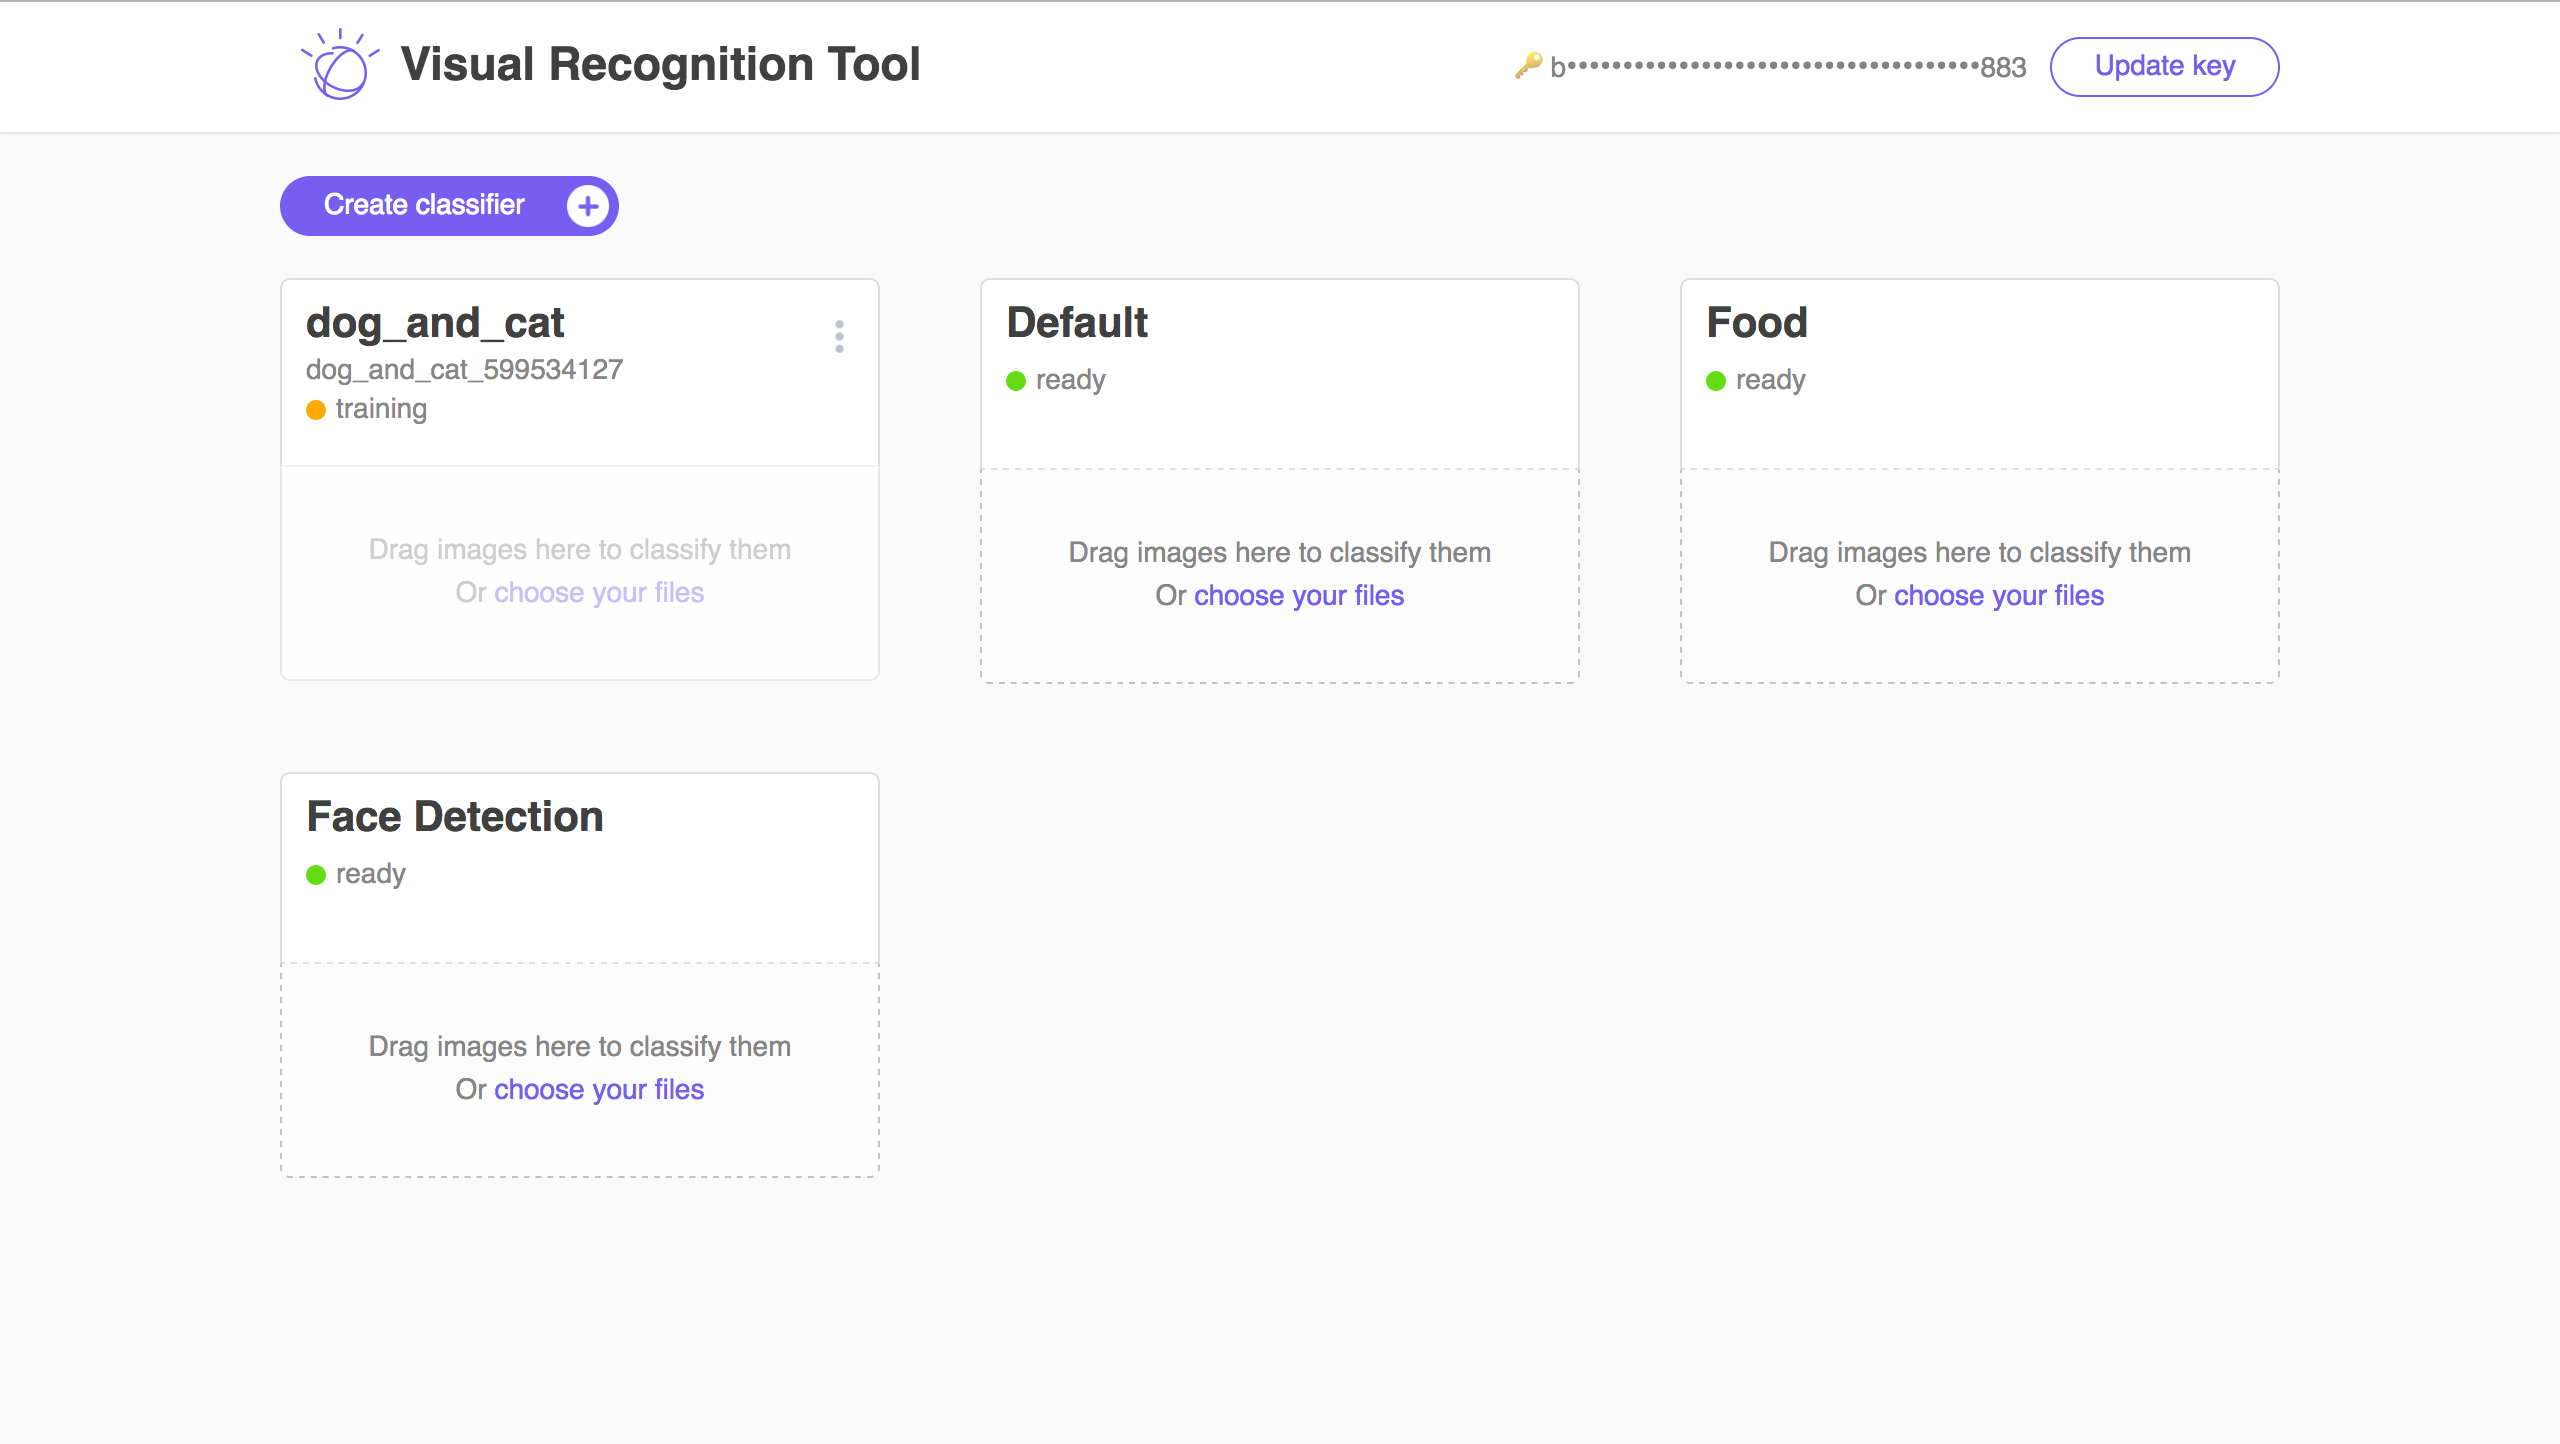 Visual Recognition Tool
b•••••••••••••••••••••••••••••••••••••883
Update key
Create classifier
dog_and_cat
dog_and_cat_599534127
training
Drag images here to classify them
Or choose your files
Default
ready
Drag images here to classify them
Or choose your files
Food
ready
Drag images here to classify them
Or choose your files
Face Detection
ready
Drag images here to classify them
Or choose your files